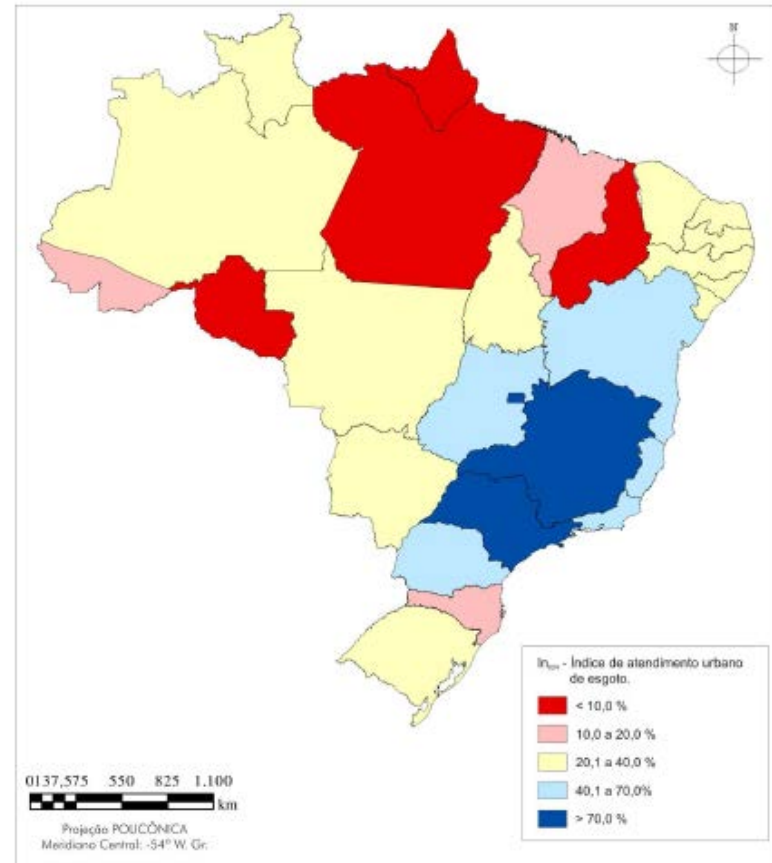 N
In - Índice de atendimento urbano
de esgoto.
< 10,0 %
10,0 a 20,0 %
20,1 a 40,0 %
40,1 a 70,0%
> 70,0 %
0137,575 550 825 1.100
km
Projeção POLICÔNICA
Meridiano Central: -54° W. Gr.